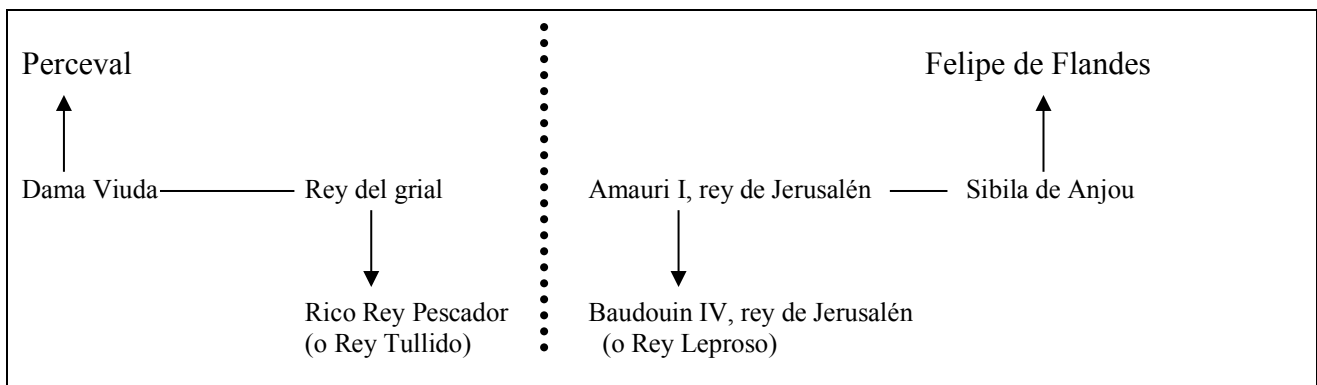 Perceval
Felipe de Flandes
Dama Viuda
Rey del grial
Amauri I, rey de Jerusalén
Sibila de Anjou
Rico Rey Pescador
(o Rey Tullido)
Baudouin IV, rey de Jerusalén
(o Rey Leproso)